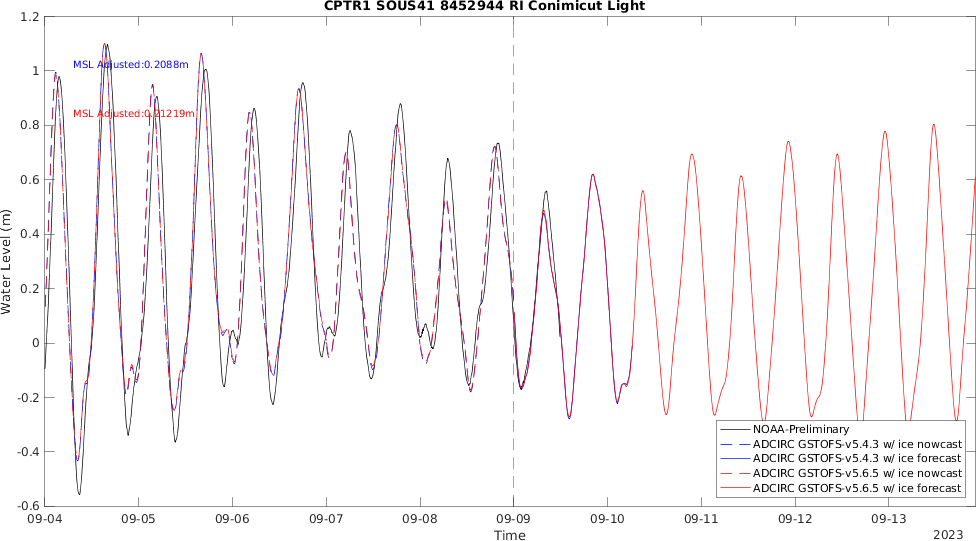 CPTR1 SOUS41 8452944 RI Conimicut Light
Water Level (m)
1.2
1
0.8
0.6
0.4
0.2
0
-0.2
-0.4
-0.6
MSL Adjusted:0.2088m
MSL Adjusted:0.21219m
NOAA-Preliminary
ADCIRC GSTOFS-v5.4.3 w/ ice nowcast
ADCIRC GSTOFS-v5.4.3 w/ ice forecast
ADCIRC GSTOFS-v5.6.5 w/ ice nowcast
ADCIRC GSTOFS-v5.6.5 w/ ice forecast
09-04 09-05 09-06 09-07 09-08 09-09 09-10 09-11 09-12 09-13
Time
2023